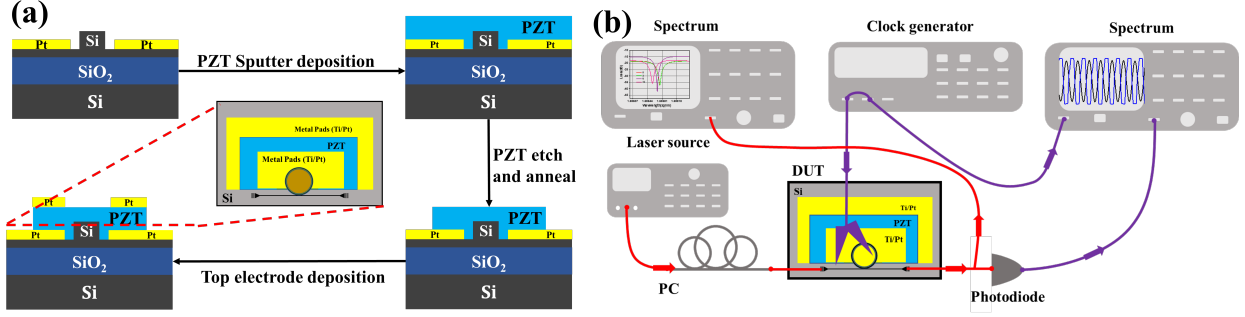 (a)
Si
Pt
Pt
SiO₂
Si
PZT Sputter deposition
PZT
Pt
Si
Pt
SiO₂
Si
Metal Pads (Ti/Pt)
PZT
Metal Pads (Ti/Pt)
Si
PZT etch
and anneal
Pt
Pt
PZT
Pt
Si
Pt
SiO₂
Si
Top electrode deposition
PZT
Pt
Si
Pt
SiO₂
Si
(b)
Spectrum
Clock generator
Spectrum
Laser source
DUT
Si
Ti/Pt
PZT
Ti/Pt
PC
Photodiode